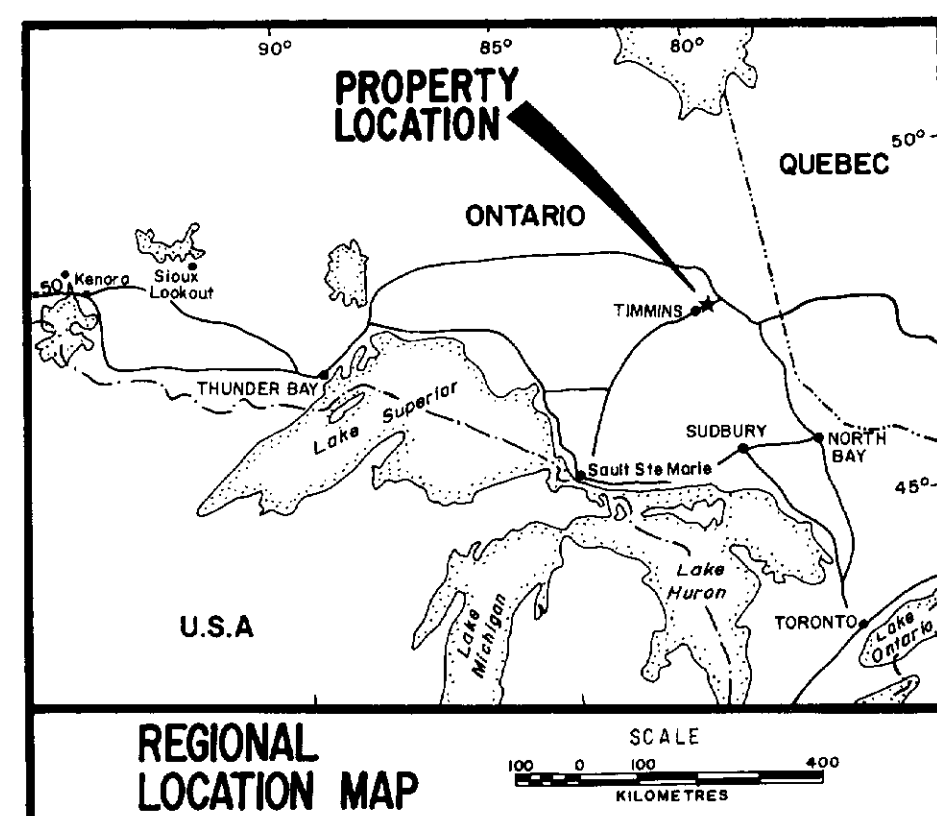 90° 85° 80°
PROPERTY
LOCATION
50°
QUEBEC
ONTARIO
50°
Kenora
Sioux
Lookout
TIMMINS
THUNDER BAY
Lake Superior
SUDBURY
NORTH
BAY
Sault Ste Marie
45°
Lake
Huron
U.S.A
Lake
Michigan
TORONTO
Lake
Ontario
REGIONAL
LOCATION MAP
SCALE
100 0 100 400
KILOMETRES